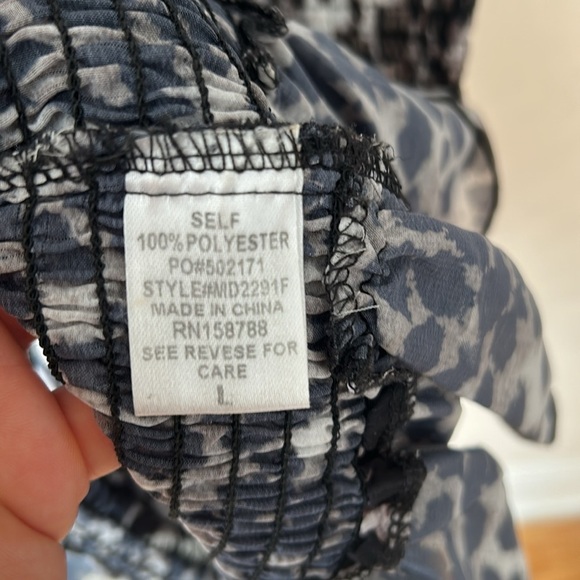 SELF
100% POLYESTER
PO#502171
STYLE#MD2291F
MADE IN CHINA
RN158788
SEE REVESE FOR
CARE
L